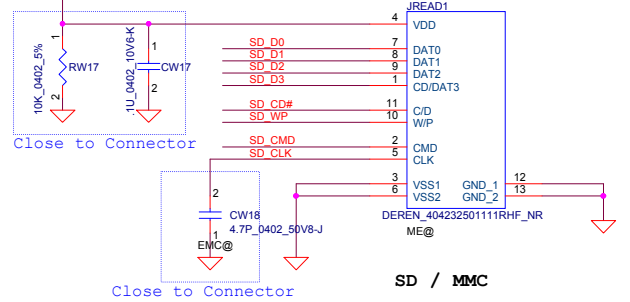 JREAD1
4 VDD
SD_D0 7 DAT0
SD_D1 8 DAT1
SD_D2 9 DAT2
SD_D3 1 CD/DAT3
SD_CD# 11 C/D
SD_WP 10 W/P
SD_CMD 2 CMD
SD_CLK 5 CLK
3 VSS1 GND_1 12
6 VSS2 GND_2 13
DEREN_404232501111RHF_NR
ME@
SD / MMC
1
10K_0402_5%
RW17
2
1
.1U_0402_10V6-K
CW17
2
Close to Connector
2
CW18
4.7P_0402_50V8-J
1
EMC@
Close to Connector